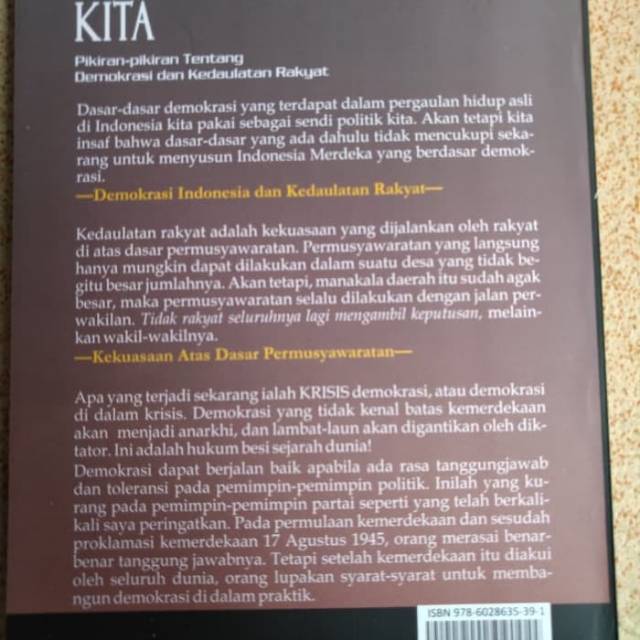 KITA
Pikiran-pikiran Tentang
Demokrasi dan Kedaulatan Rakyat
Dasar-dasar demokrasi yang terdapat dalam pergaulan hidup asli
di Indonesia kita pakai sebagai sendi politik kita. Akan tetapi kita
insaf bahwa dasar-dasar yang ada dahulu tidak mencukupi seka-
rang untuk menyusun Indonesia Merdeka yang berdasar demok-
rasi.
—Demokrasi Indonesia dan Kedaulatan Rakyat—
Kedaulatan rakyat adalah kekuasaan yang dijalankan oleh rakyat
di atas dasar permusyawaratan. Permusyawaratan yang langsung
hanya mungkin dapat dilakukan dalam suatu desa yang tidak be-
gitu besar jumlahnya. Akan tetapi, manakala daerah itu sudah agak
besar, maka permusyawaratan selalu dilakukan dengan jalan per-
wakilan. Tidak rakyat seluruhnya lagi mengambil keputusan, melain-
kan wakil-wakilnya.
—Kekuasaan Atas Dasar Permusyawaratan—
Apa yang terjadi sekarang ialah KRISIS demokrasi, atau demokrasi
di dalam krisis. Demokrasi yang tidak kenal batas kemerdekaan
akan menjadi anarkhi, dan lambat-laun akan digantikan oleh dik-
tator. Ini adalah hukum besi sejarah dunia!
Demokrasi dapat berjalan baik apabila ada rasa tanggungjawab
dan toleransi pada pemimpin-pemimpin politik. Inilah yang ku-
rang pada pemimpin-pemimpin partai seperti yang telah berkali-
kali saya peringatkan. Pada permulaan kemerdekaan dan sesudah
proklamasi kemerdekaan 17 Agustus 1945, orang merasai benar-
benar tanggung jawabnya. Tetapi setelah kemerdekaan itu diakui
oleh seluruh dunia, orang lupakan syarat-syarat untuk memba-
ngun demokrasi di dalam praktik.
ISBN 978-6028635-39-1